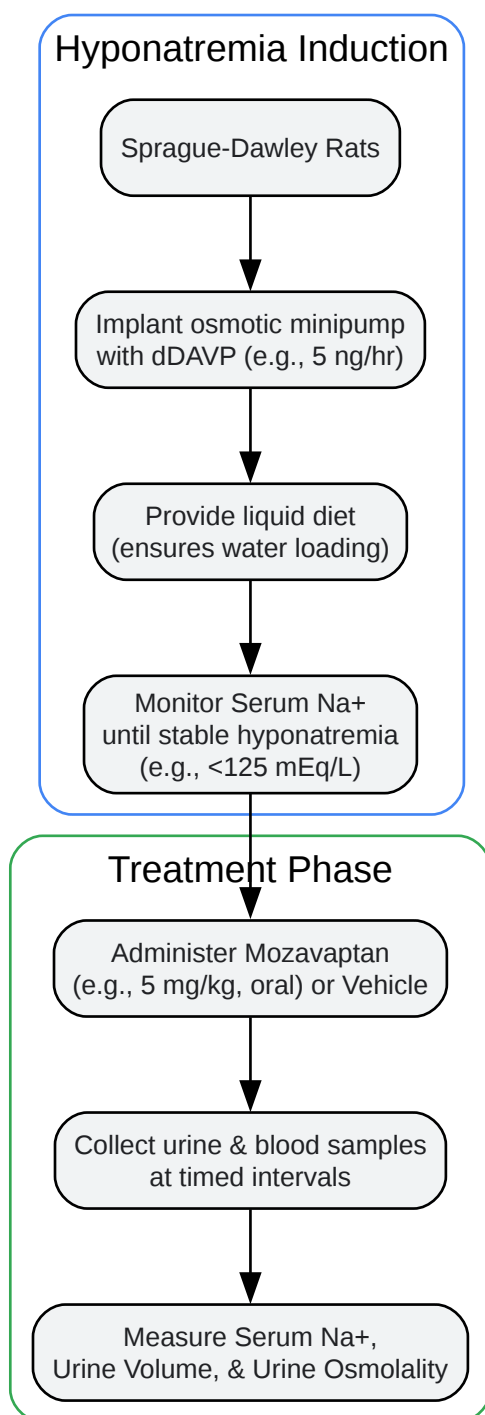 Hyponatremia Induction
Sprague-Dawley Rats
Implant osmotic minipump
with dDAVP (e.g., 5 ng/hr)
Provide liquid diet
(ensures water loading)
Monitor Serum Na+
until stable hyponatremia
(e.g., <125 mEq/L)
Treatment Phase
Administer Mozavaptan
(e.g., 5 mg/kg, oral) or Vehicle
Collect urine & blood samples
at timed intervals
Measure Serum Na+,
Urine Volume, & Urine Osmolality